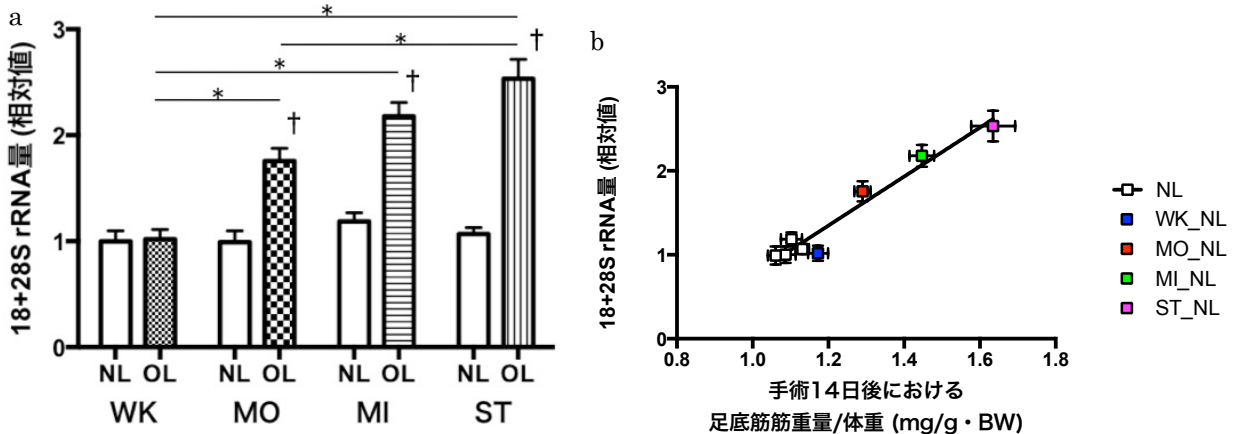 a
18+28S rRNA量 (相対値)
3
2
1
0
*
*
*
*
†
†
†
NL OL NL OL NL OL NL OL
WK MO MI ST
b
18+28S rRNA量 (相対値)
3
2
1
0
0.8 1.0 1.2 1.4 1.6 1.8
手術14日後における
足底筋筋重量/体重 (mg/g・BW)
NL
WK_NL
MO_NL
MI_NL
ST_NL